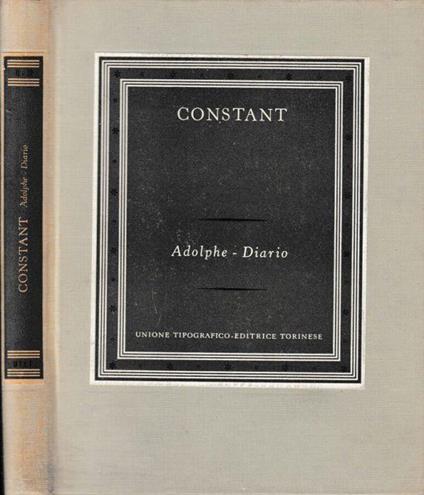 CONSTANT
Adolphe - Diario
UNIONE TIPOGRAFICO-EDITRICE TORINESE
CONSTANT Adolphe - Diario